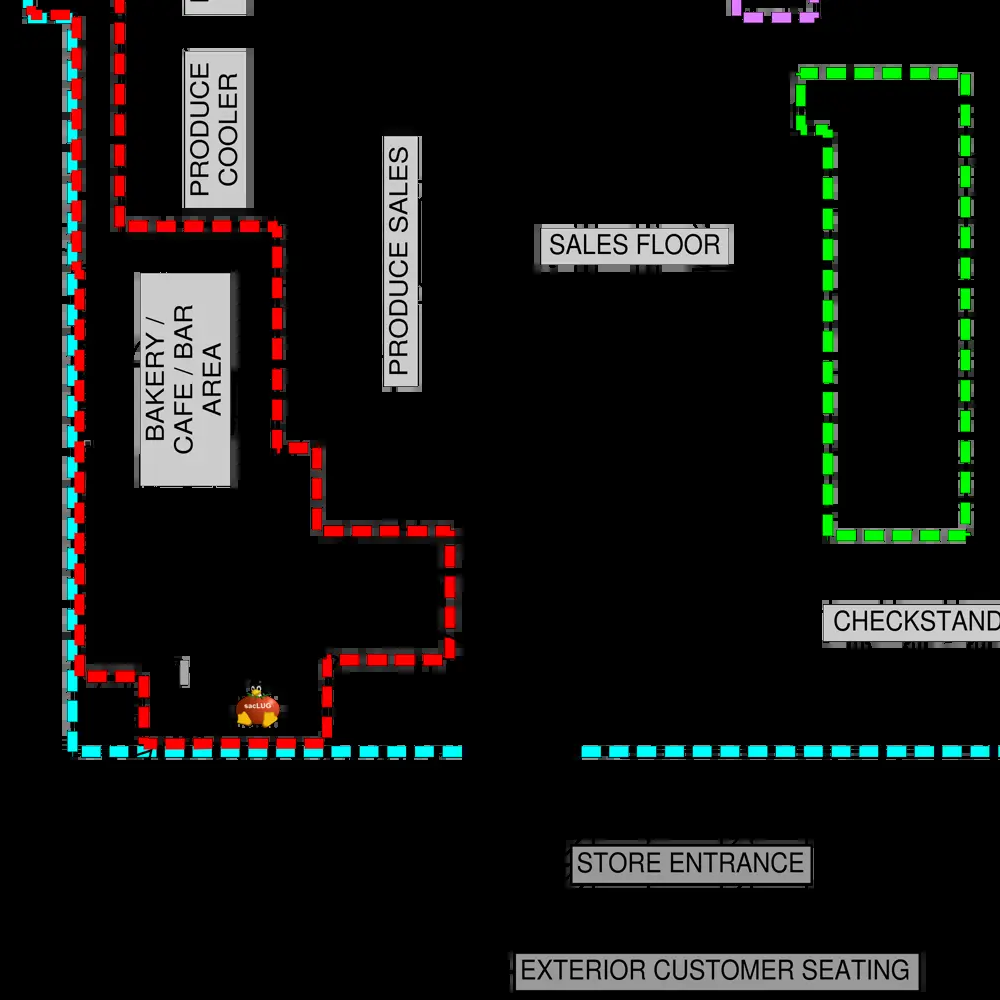 PRODUCE
COOLER
PRODUCE SALES
SALES FLOOR
BAKERY /
CAFE / BAR
AREA
CHECKSTAND
sacLUG
STORE ENTRANCE
EXTERIOR CUSTOMER SEATING